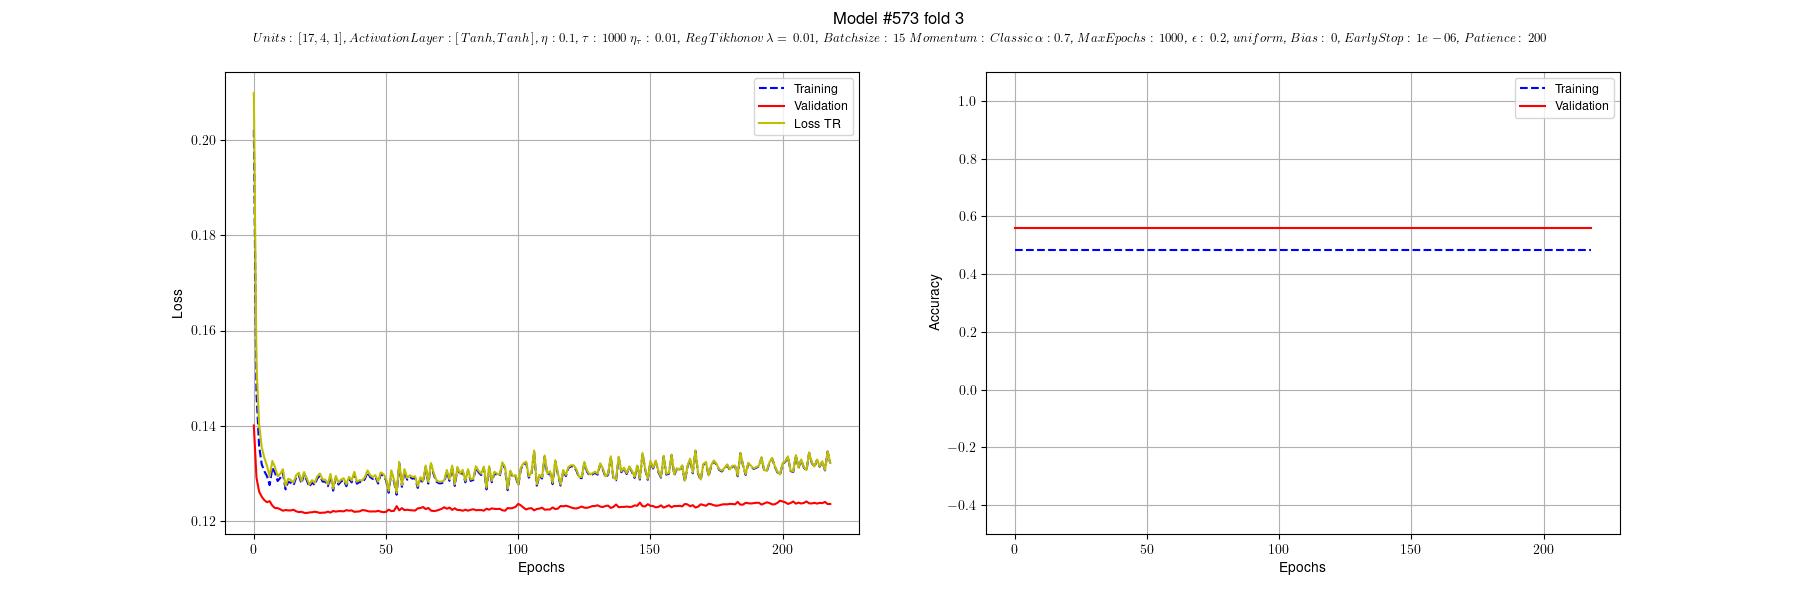 Model #573 fold 3
Units : [17, 4, 1], ActivationLayer : [Tanh, Tanh], η : 0.1, τ : 1000 ητ : 0.01, RegTikhonov λ = 0.01, Batchsize : 15 Momentum : Classic α : 0.7, MaxEpochs : 1000, ϵ : 0.2, uniform, Bias : 0, EarlyStop : 1e − 06, Patience : 200
Training
Validation
Loss TR
0.20
0.18
0.16
0.14
0.12
Loss
0 50 100 150 200
Epochs
Training
Validation
1.0
0.8
0.6
0.4
0.2
0.0
−0.2
−0.4
Accuracy
0 50 100 150 200
Epochs